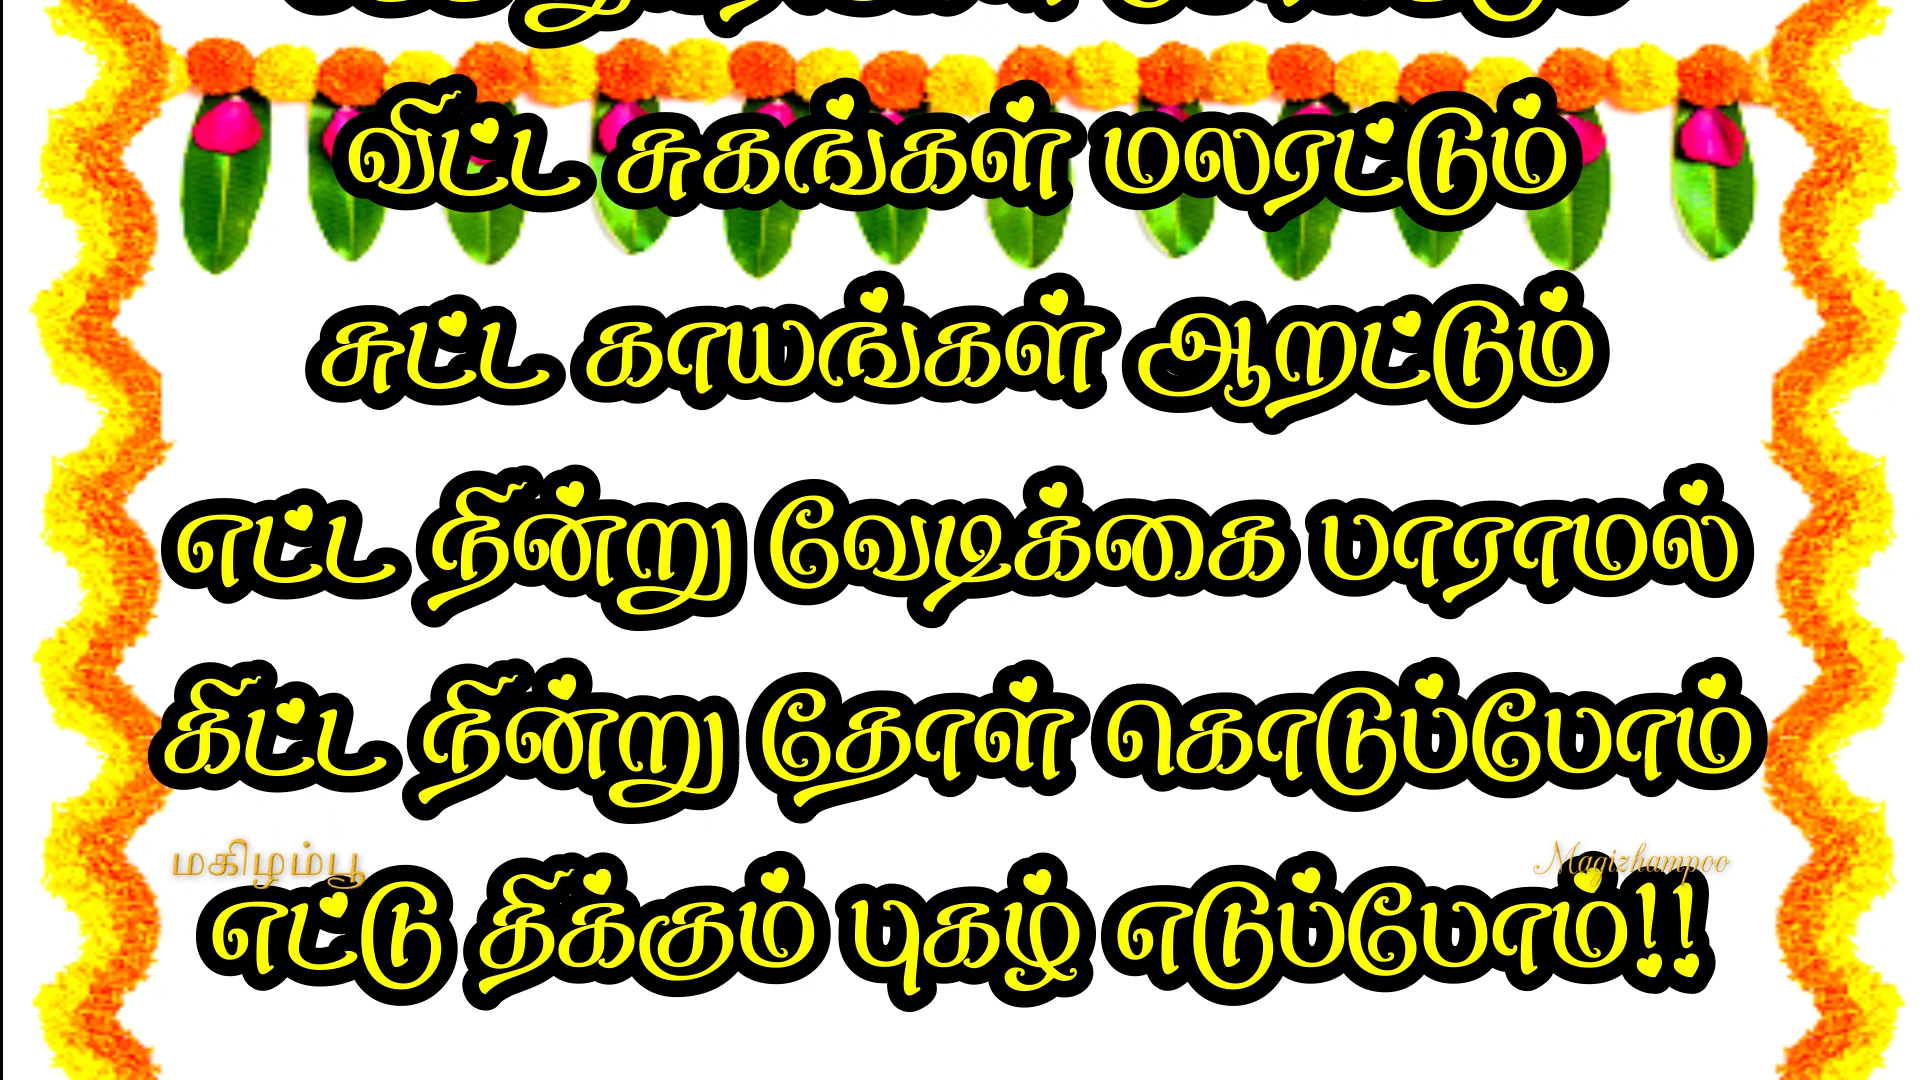 விட்ட சுகங்கள் மலரட்டும்
சுட்ட காயங்கள் ஆறட்டும்
எட்ட நின்று வேடிக்கை பாராமல்
கிட்ட நின்று தோள் கொடுப்போம்
மகிழம்பூ Magizhampoo
எட்டு திக்கும் புகழ் எடுப்போம்!!